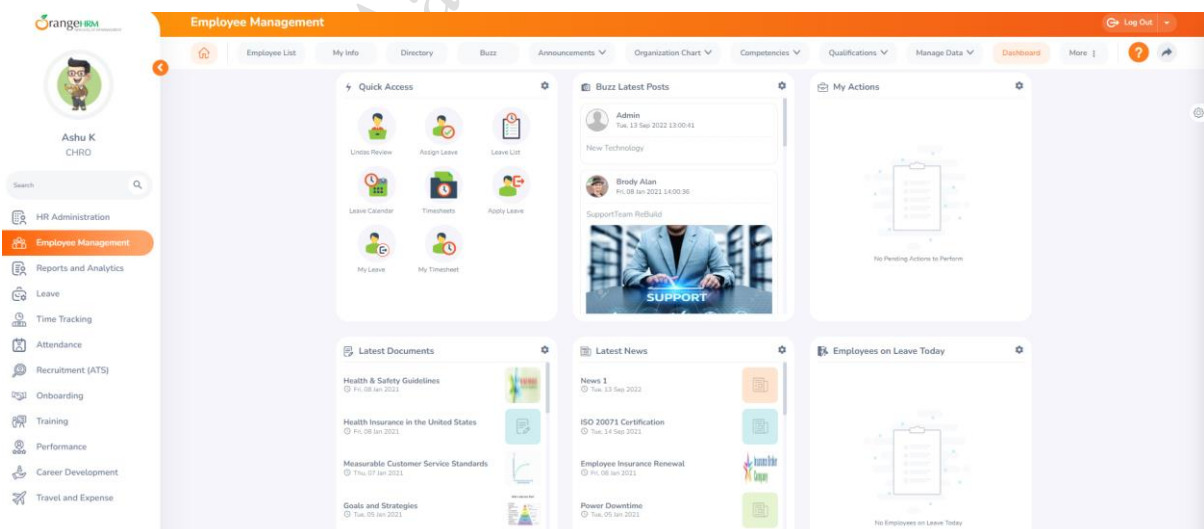 OrangeHRM
Employee Management
Log Out
Employee List
My Info
Directory
Buzz
Announcements
Organization Chart
Competencies
Qualifications
Manage Data
Dashboard
More
?
Ashu K
CHRO
Search
HR Administration
Employee Management
Reports and Analytics
Leave
Time Tracking
Attendance
Recruitment (ATS)
Onboarding
Training
Performance
Career Development
Travel and Expense
Quick Access
Lindas Review
Assign Leave
Leave List
Leave Calendar
Timesheets
Apply Leave
My Leave
My Timesheet
Buzz Latest Posts
Admin
Tue, 13 Sep 2022 13:00:41
New Technology
Brody Alan
Fri, 08 Jan 2021 14:00:36
SupportTeam ReBuild
SUPPORT
My Actions
No Pending Actions to Perform
Latest Documents
Health & Safety Guidelines
Fri, 08 Jan 2021
Health Insurance in the United States
Fri, 08 Jan 2021
Measurable Customer Service Standards
Thu, 07 Jan 2021
Goals and Strategies
Tue, 05 Jan 2021
Latest News
News 1
Tue, 13 Sep 2022
ISO 20071 Certification
Tue, 14 Sep 2021
Employee Insurance Renewal
Fri, 08 Jan 2021
Power Downtime
Tue, 05 Jan 2021
Employees on Leave Today
No Employees on Leave Today